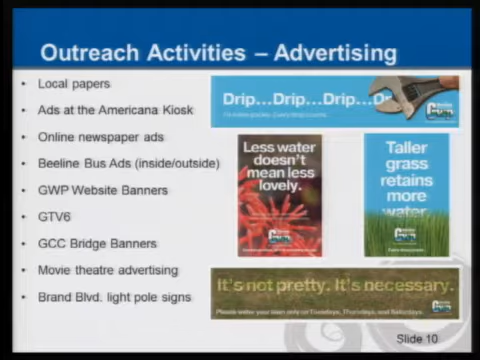 Outreach Activities – Advertising
• Local papers
• Ads at the Americana Kiosk
• Online newspaper ads
• Beeline Bus Ads (inside/outside)
• GWP Website Banners
• GTV6
• GCC Bridge Banners
• Movie theatre advertising
• Brand Blvd. light pole signs
Drip…Drip…Drip…Dr
Less water
doesn't
mean less
lovely.
Taller
grass
retains
more
water.
It's not pretty. It's necessary.
Please water your lawn only on Tuesdays, Thursdays, and Saturdays.
Slide 10